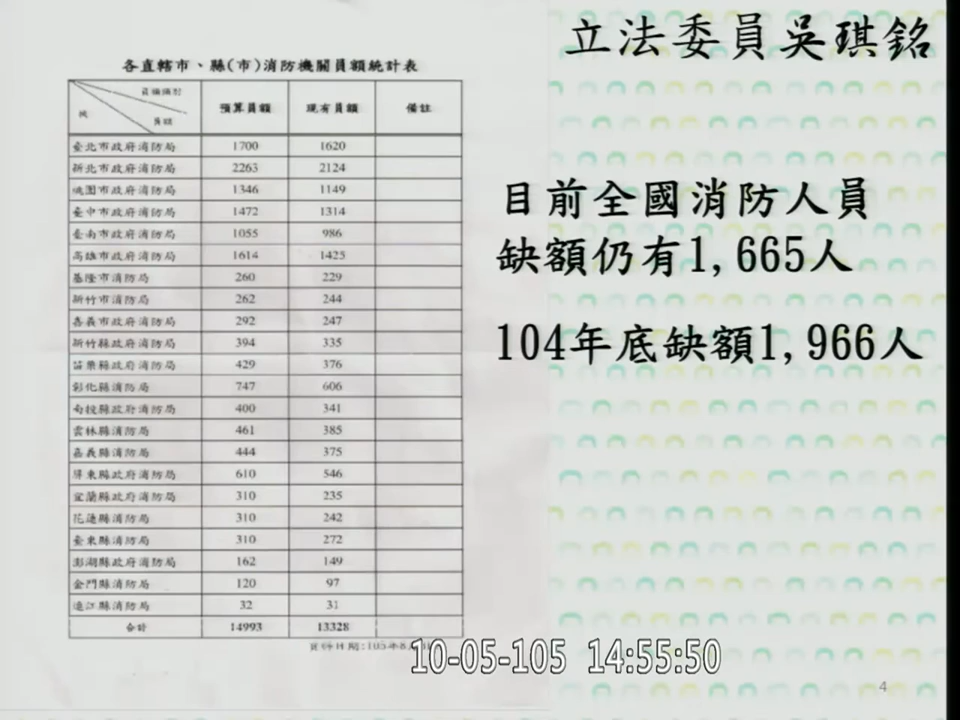 立法委員吳琪銘
各直轄市、縣(市)消防機關員額統計表
預算員額 現有員額 備註
臺北市政府消防局 1700 1620
新北市政府消防局 2263 2124
桃園市政府消防局 1346 1149
臺中市政府消防局 1472 1314
臺南市政府消防局 1055 986
高雄市政府消防局 1614 1425
基隆市消防局 260 229
新竹市消防局 262 244
嘉義市政府消防局 292 247
新竹縣政府消防局 394 335
苗栗縣政府消防局 429 376
彰化縣消防局 747 606
南投縣政府消防局 400 341
雲林縣消防局 461 385
嘉義縣消防局 444 375
屏東縣政府消防局 610 546
宜蘭縣政府消防局 310 235
花蓮縣消防局 310 242
臺東縣消防局 310 272
澎湖縣政府消防局 162 149
金門縣消防局 120 97
連江縣消防局 32 31
合計 14993 13328
資料日期:105年8月
目前全國消防人員
缺額仍有1,665人
104年底缺額1,966人
10-05-105 14:55:50
4